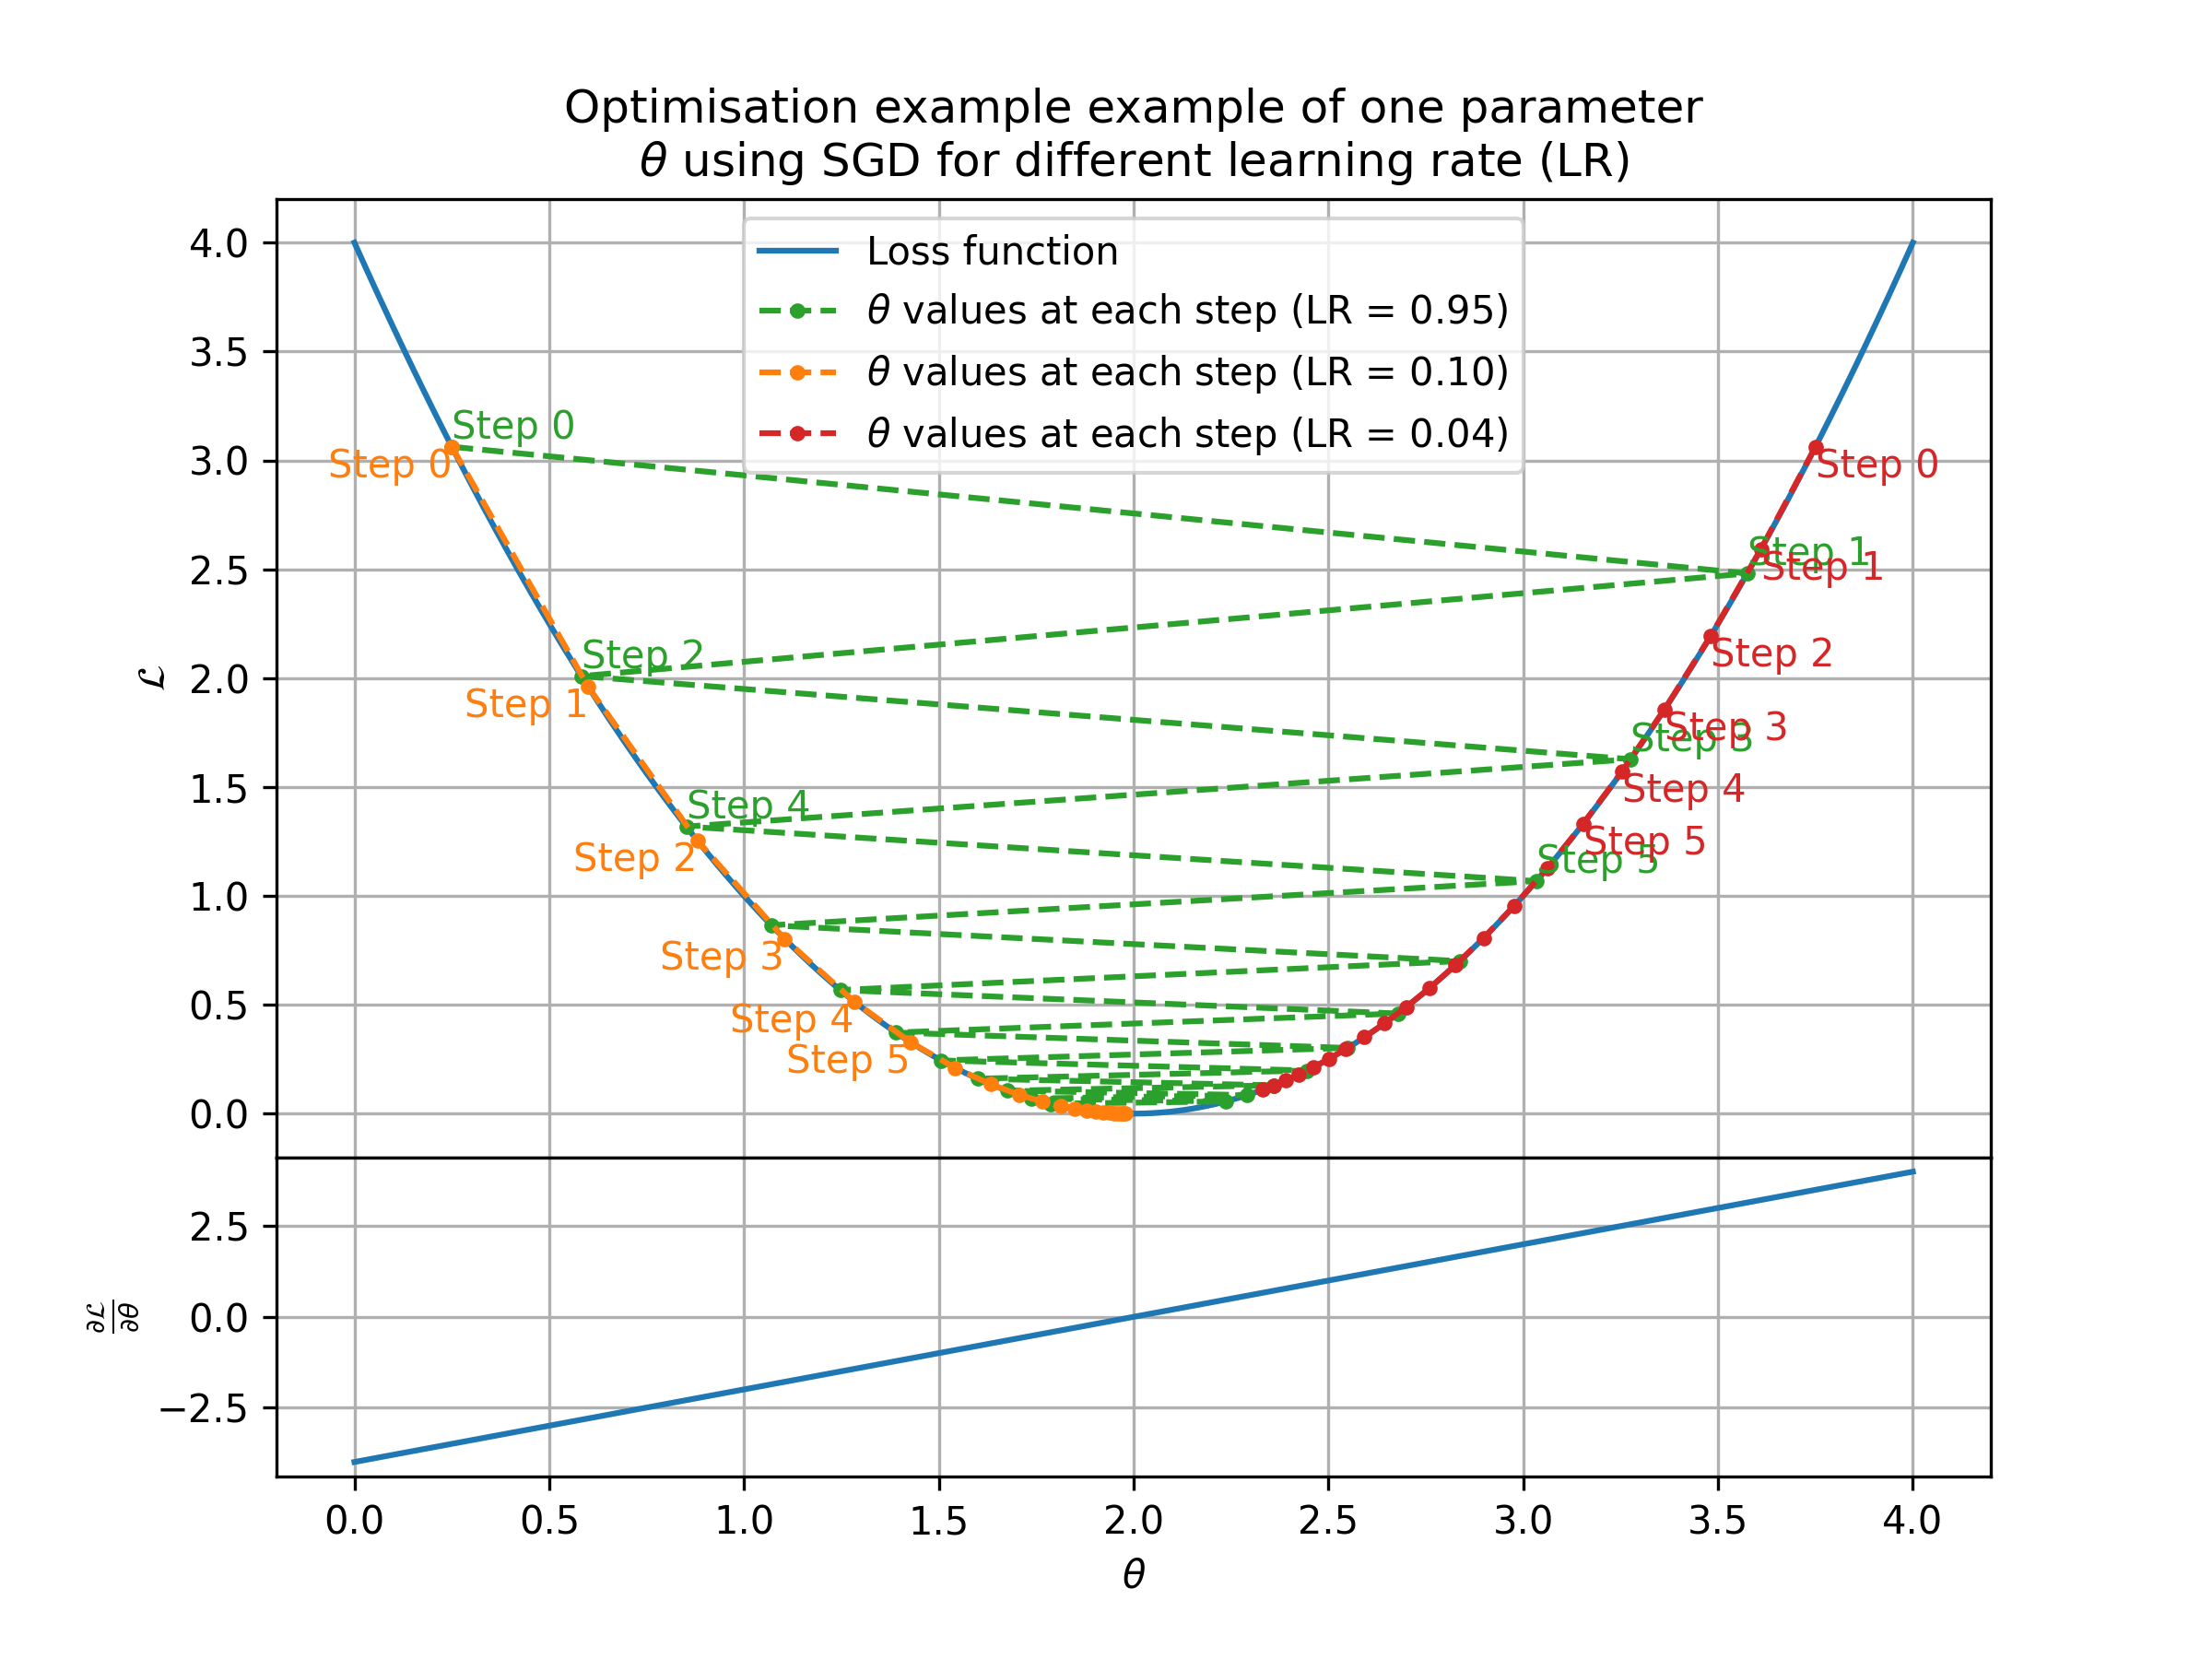 Optimisation example example of one parameter
θ using SGD for different learning rate (LR)
Loss function
θ values at each step (LR = 0.95)
θ values at each step (LR = 0.10)
θ values at each step (LR = 0.04)
4.0
3.5
3.0
2.5
2.0
1.5
1.0
0.5
0.0
ℒ
Step 0
Step 0
Step 0
Step 1
Step 1
Step 2
Step 2
Step 1
Step 3
Step 3
Step 4
Step 4
Step 5
Step 2
Step 5
Step 3
Step 4
Step 5
2.5
0.0
−2.5
∂ℒ
∂θ
0.0 0.5 1.0 1.5 2.0 2.5 3.0 3.5 4.0
θ